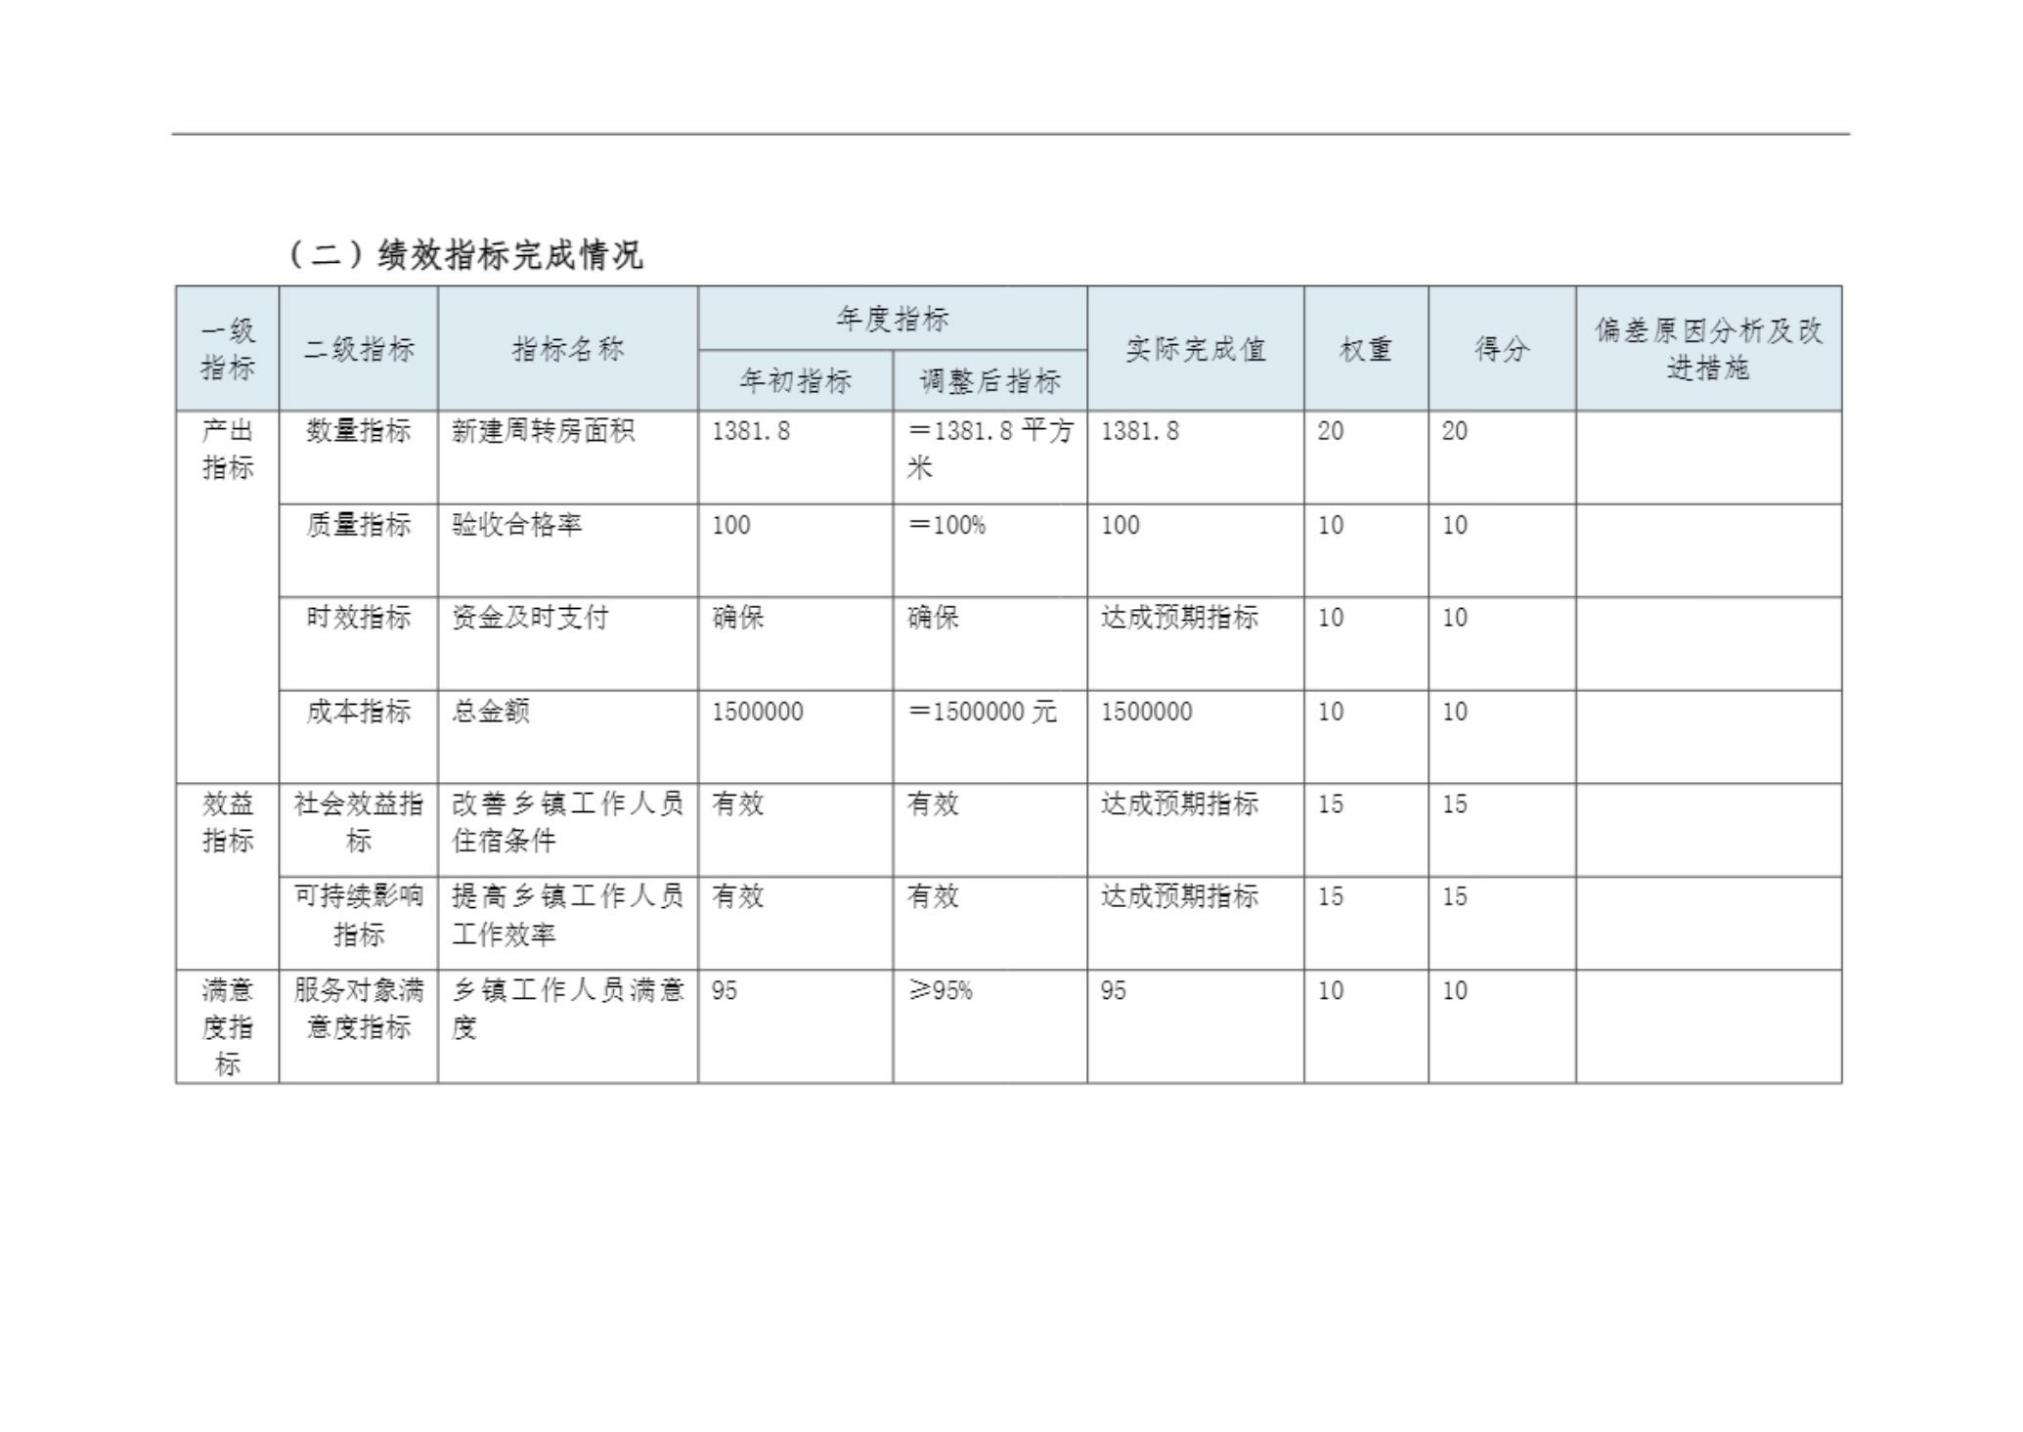 （二）绩效指标完成情况
一级
指标
二级指标
指标名称
年度指标
年初指标
调整后指标
实际完成值
权重
得分
偏差原因分析及改
进措施
产出
指标
数量指标
新建周转房面积
1381.8
＝1381.8 平方
米
1381.8
20
20
质量指标
验收合格率
100
＝100%
100
10
10
时效指标
资金及时支付
确保
确保
达成预期指标
10
10
成本指标
总金额
1500000
＝1500000 元
1500000
10
10
效益
指标
社会效益指
标
改善乡镇工作人员
住宿条件
有效
有效
达成预期指标
15
15
可持续影响
指标
提高乡镇工作人员
工作效率
有效
有效
达成预期指标
15
15
满意
度指
标
服务对象满
意度指标
乡镇工作人员满意
度
95
≥95%
95
10
10